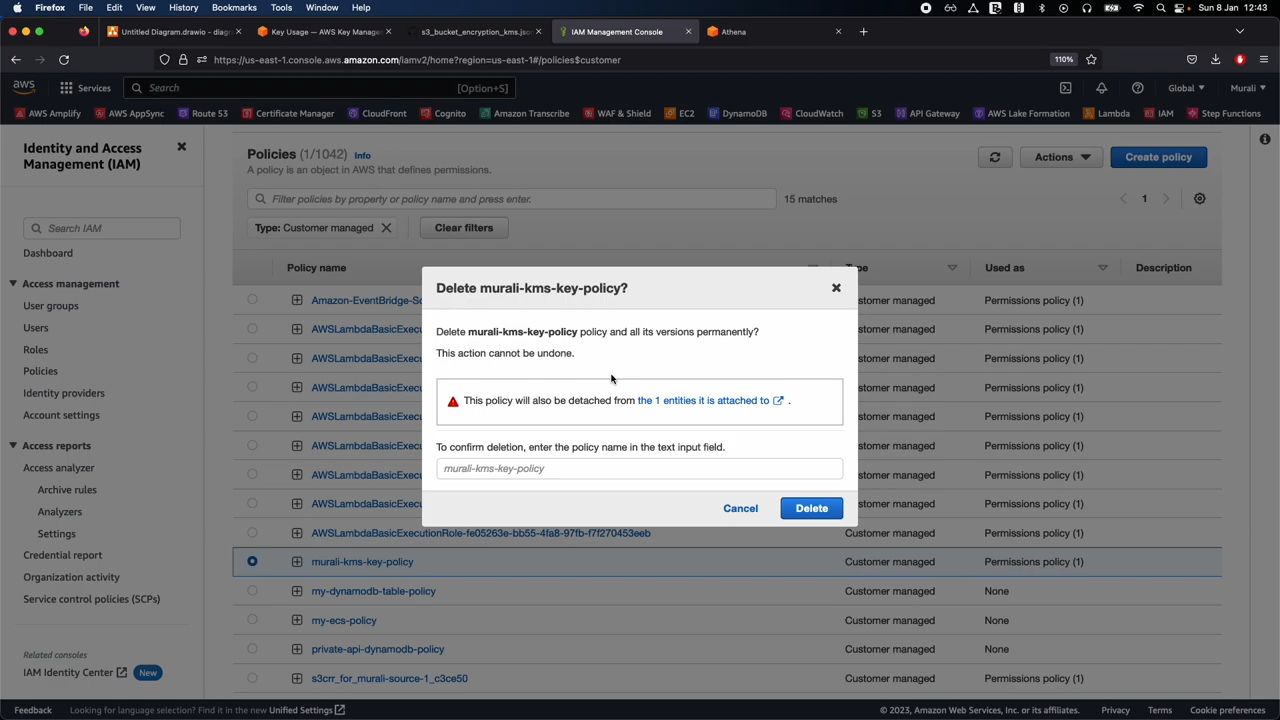 Firefox File Edit View History Bookmarks Tools Window Help Sun 8 Jan 12:43
Untitled Diagram.drawio - diag Key Usage — AWS Key Manage s3_bucket_encryption_kms.jso IAM Management Console Athena
https://us-east-1.console.aws.amazon.com/iamv2/home?region=us-east-1#/policies$customer 110%
aws Services Search [Option+S] Global Murali
AWS Amplify AWS AppSync Route 53 Certificate Manager CloudFront Cognito Amazon Transcribe WAF & Shield EC2 DynamoDB CloudWatch S3 API Gateway AWS Lake Formation Lambda IAM Step Functions
Identity and Access
Management (IAM)
Search IAM
Dashboard
Access management
User groups
Users
Roles
Policies
Identity providers
Account settings
Access reports
Access analyzer
Archive rules
Analyzers
Settings
Credential report
Organization activity
Service control policies (SCPs)
Related consoles
IAM Identity Center New
Policies (1/1042) Info
A policy is an object in AWS that defines permissions.
Actions Create policy
Filter policies by property or policy name and press enter. 15 matches 1
Type: Customer managed Clear filters
Policy name pe Used as Description
Amazon-EventBridge-Sc stomer managed Permissions policy (1)
AWSLambdaBasicExecu stomer managed Permissions policy (1)
AWSLambdaBasicExecu stomer managed Permissions policy (1)
AWSLambdaBasicExecu stomer managed Permissions policy (1)
AWSLambdaBasicExecu stomer managed Permissions policy (1)
AWSLambdaBasicExecu stomer managed Permissions policy (1)
AWSLambdaBasicExecu stomer managed Permissions policy (1)
AWSLambdaBasicExecu stomer managed Permissions policy (1)
AWSLambdaBasicExecutionRole-fe05263e-bb55-4fa8-97fb-f7f270453eeb Customer managed Permissions policy (1)
murali-kms-key-policy Customer managed Permissions policy (1)
my-dynamodb-table-policy Customer managed None
my-ecs-policy Customer managed None
private-api-dynamodb-policy Customer managed None
s3crr_for_murali-source-1_c3ce50 Customer managed Permissions policy (1)
Delete murali-kms-key-policy?
Delete murali-kms-key-policy policy and all its versions permanently?
This action cannot be undone.
This policy will also be detached from the 1 entities it is attached to .
To confirm deletion, enter the policy name in the text input field.
murali-kms-key-policy
Cancel Delete
Feedback Looking for language selection? Find it in the new Unified Settings © 2023, Amazon Web Services, Inc. or its affiliates. Privacy Terms Cookie preferences